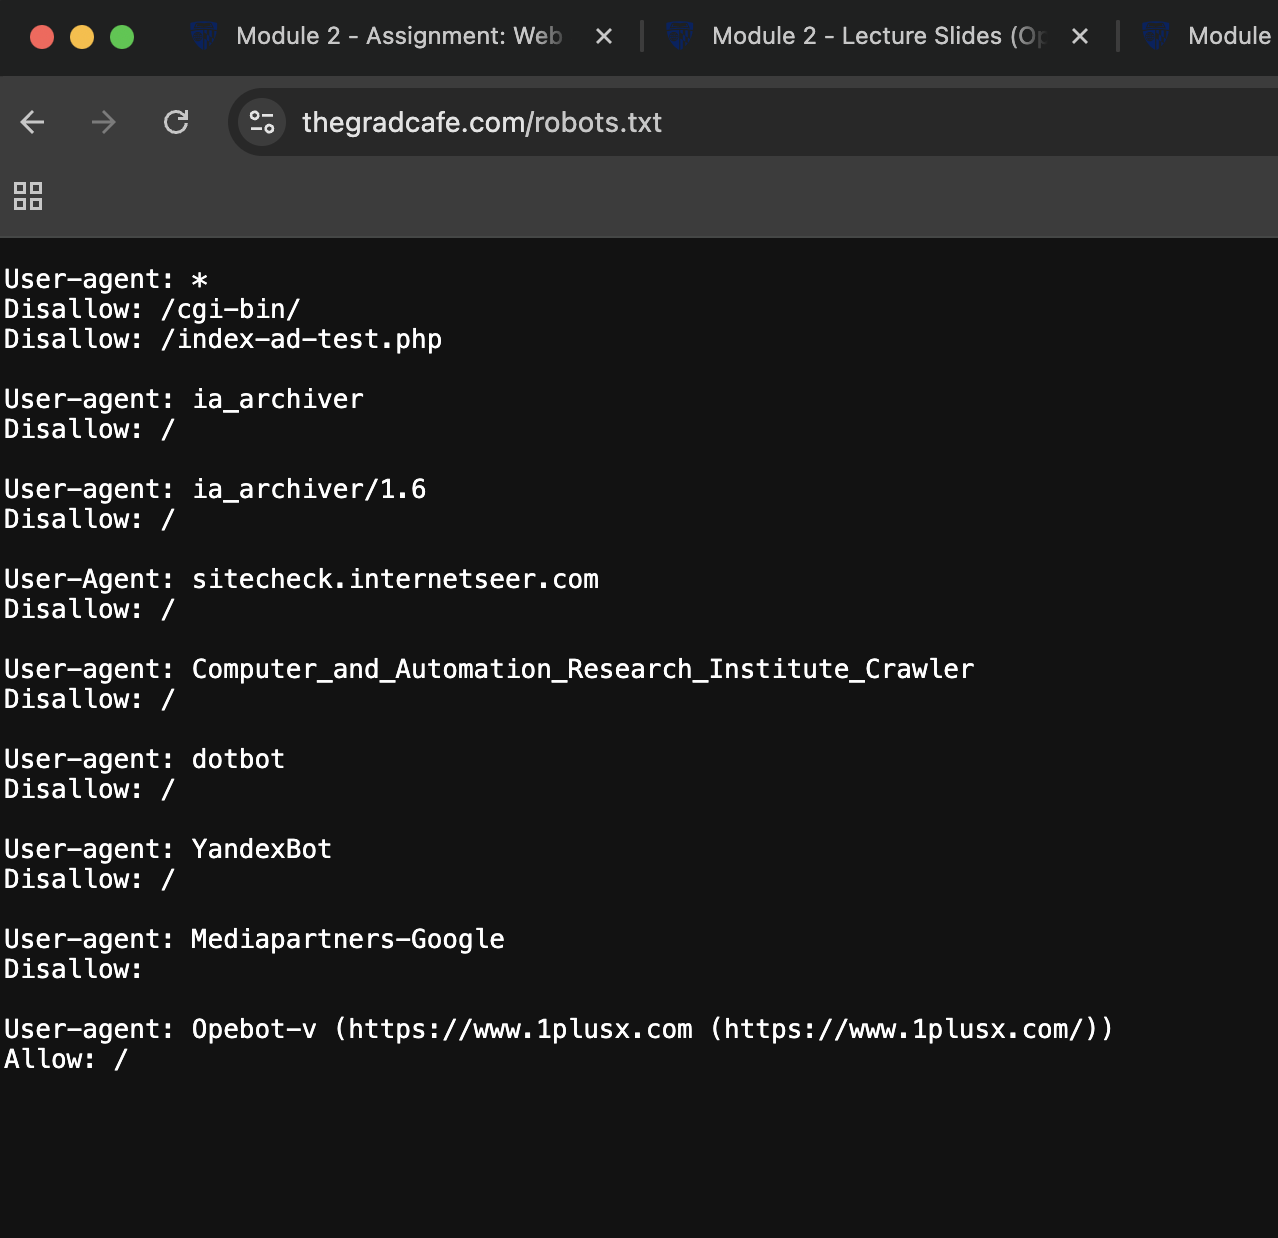 Module 2 - Assignment: Web
Module 2 - Lecture Slides (Op
Module
thegradcafe.com/robots.txt
User-agent: *
Disallow: /cgi-bin/
Disallow: /index-ad-test.php
User-agent: ia_archiver
Disallow: /
User-agent: ia_archiver/1.6
Disallow: /
User-Agent: sitecheck.internetseer.com
Disallow: /
User-agent: Computer_and_Automation_Research_Institute_Crawler
Disallow: /
User-agent: dotbot
Disallow: /
User-agent: YandexBot
Disallow: /
User-agent: Mediapartners-Google
Disallow:
User-agent: Opebot-v (https://www.1plusx.com (https://www.1plusx.com/))
Allow: /